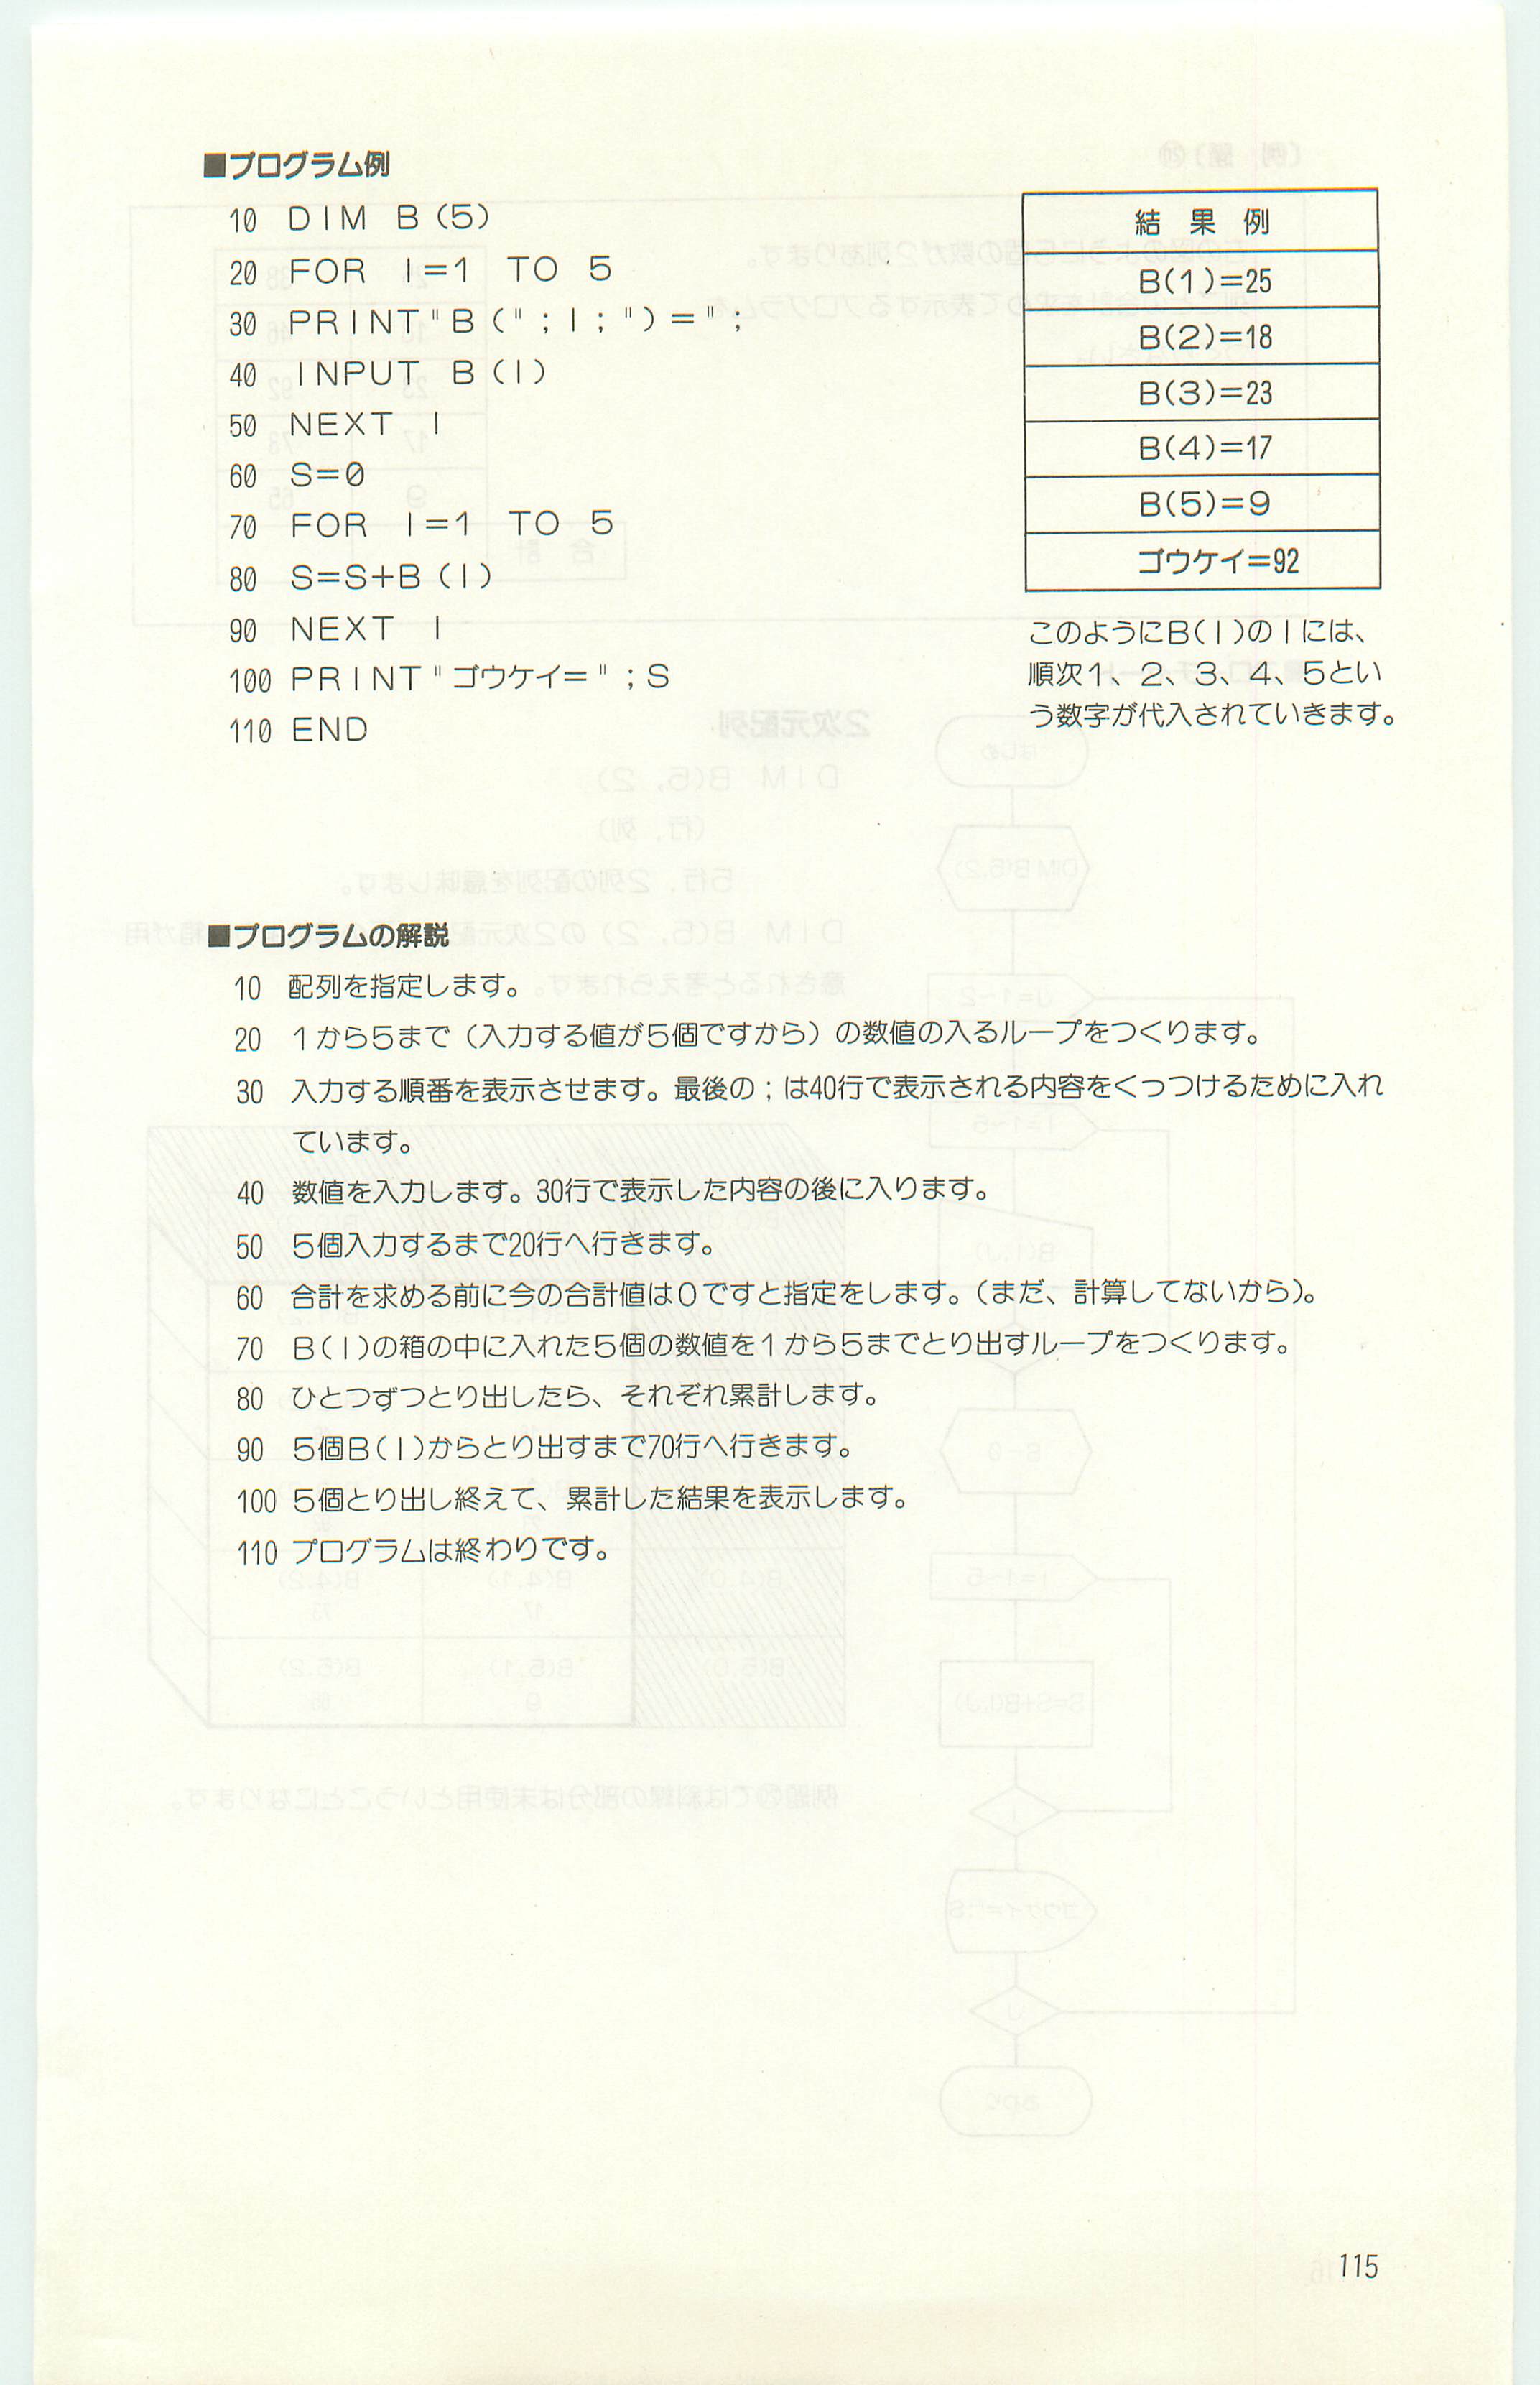 ■プログラム例
10 DIM B(5)
20 FOR I=1 TO 5
30 PRINT"B(";I;")=";
40 INPUT B(I)
50 NEXT I
60 S=0
70 FOR I=1 TO 5
80 S=S+B(I)
90 NEXT I
100 PRINT"ゴウケイ=";S
110 END
結 果 例
B(1)=25
B(2)=18
B(3)=23
B(4)=17
B(5)=9
ゴウケイ=92
このようにB(I)のIには、
順次1、2、3、4、5とい
う数字が代入されていきます。
■プログラムの解説
10 配列を指定します。
20 1から5まで(入力する値が5個ですから)の数値の入るループをつくります。
30 入力する順番を表示させます。最後の;は40行で表示される内容をくっつけるために入れ
ています。
40 数値を入力します。30行で表示した内容の後に入ります。
50 5個入力するまで20行へ行きます。
60 合計を求める前に今の合計値は0ですと指定をします。(まだ、計算してないから)。
70 B(I)の箱の中に入れた5個の数値を1から5までとり出すループをつくります。
80 ひとつずつとり出したら、それぞれ累計します。
90 5個B(I)からとり出すまで70行へ行きます。
100 5個とり出し終えて、累計した結果を表示します。
110 プログラムは終わりです。
115